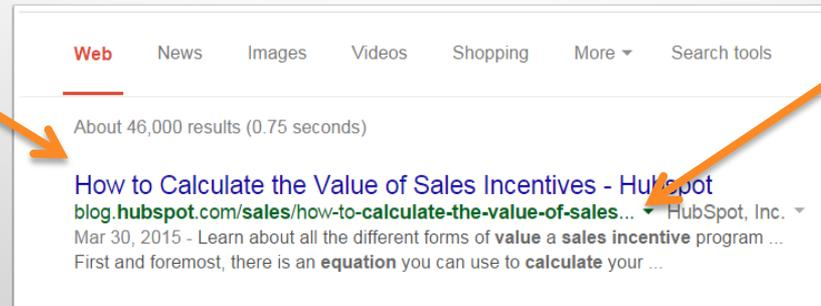 Web News Images Videos Shopping More Search tools
About 46,000 results (0.75 seconds)
How to Calculate the Value of Sales Incentives - Hubspot
blog.hubspot.com/sales/how-to-calculate-the-value-of-sales... HubSpot, Inc.
Mar 30, 2015 - Learn about all the different forms of value a sales incentive program ...
First and foremost, there is an equation you can use to calculate your ...